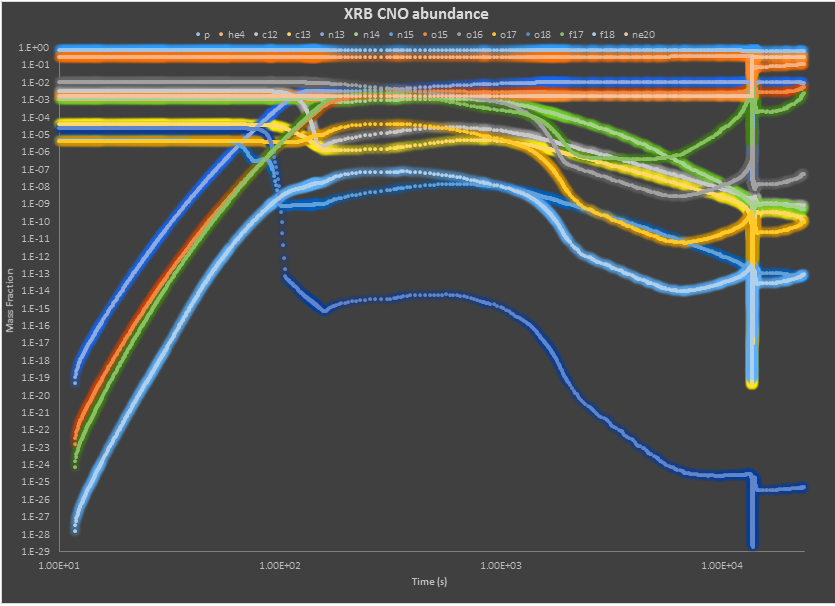 XRB CNO abundance
p he4 c12 c13 n13 n14 n15 o15 o16 o17 o18 f17 f18 ne20
1.E+00
1.E-01
1.E-02
1.E-03
1.E-04
1.E-05
1.E-06
1.E-07
1.E-08
1.E-09
1.E-10
1.E-11
1.E-12
1.E-13
1.E-14
1.E-15
1.E-16
1.E-17
1.E-18
1.E-19
1.E-20
1.E-21
1.E-22
1.E-23
1.E-24
1.E-25
1.E-26
1.E-27
1.E-28
1.E-29
Mass Fraction
1.00E+01 1.00E+02 1.00E+03 1.00E+04
Time (s)